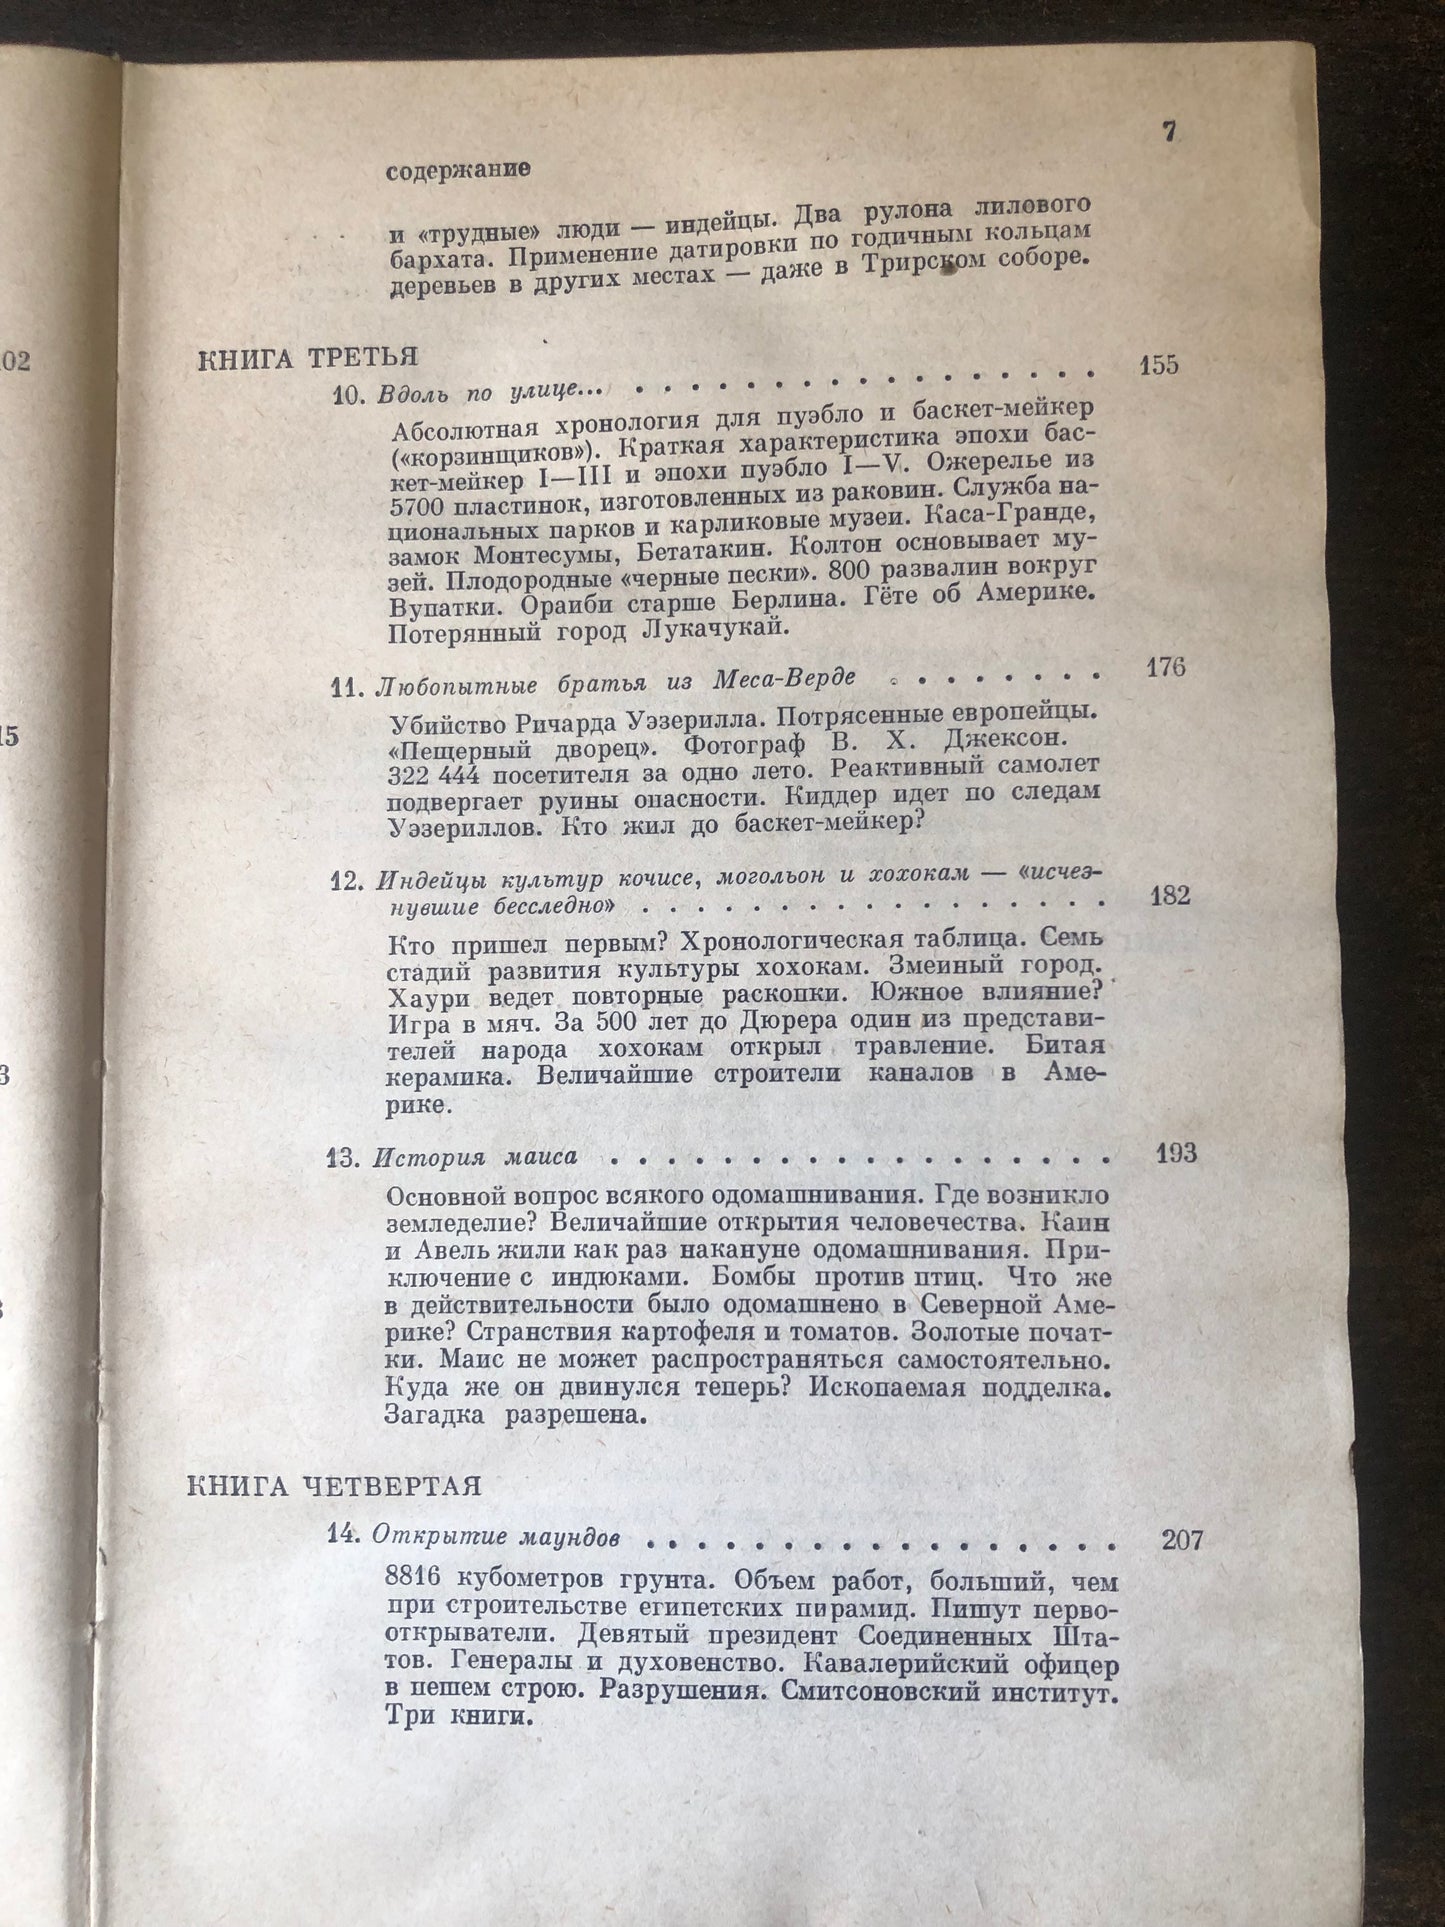 7
содержание
и «трудные» люди — индейцы. Два рулона лилового
бархата. Применение датировки по годичным кольцам
деревьев в других местах — даже в Трирском соборе.
КНИГА ТРЕТЬЯ
10. Вдоль по улице... . . . . . . . . . . . . . . . . . . 155
Абсолютная хронология для пуэбло и баскет-мейкер
(«корзинщиков»). Краткая характеристика эпохи бас-
кет-мейкер I—III и эпохи пуэбло I—V. Ожерелье из
5700 пластинок, изготовленных из раковин. Служба на-
циональных парков и карликовые музеи. Каса-Гранде,
замок Монтесумы, Бетатакин. Колтон основывает му-
зей. Плодородные «черные пески». 800 развалин вокруг
Вупатки. Ораиби старше Берлина. Гёте об Америке.
Потерянный город Лукачукай.
11. Любопытные братья из Меса-Верде . . . . . . . . 176
Убийство Ричарда Уэзерилла. Потрясенные европейцы.
«Пещерный дворец». Фотограф В. Х. Джексон.
322 444 посетителя за одно лето. Реактивный самолет
подвергает руины опасности. Киддер идет по следам
Уэзериллов. Кто жил до баскет-мейкер?
12. Индейцы культур кочисе, могольон и хохокам — «исчез-
нувшие бесследно» . . . . . . . . . . . . . . . . . 182
Кто пришел первым? Хронологическая таблица. Семь
стадий развития культуры хохокам. Змеиный город.
Хаури ведет повторные раскопки. Южное влияние?
Игра в мяч. За 500 лет до Дюрера один из представи-
телей народа хохокам открыл травление. Битая
керамика. Величайшие строители каналов в Аме-
рике.
13. История маиса . . . . . . . . . . . . . . . . . . 193
Основной вопрос всякого одомашнивания. Где возникло
земледелие? Величайшие открытия человечества. Каин
и Авель жили как раз накануне одомашнивания. При-
ключение с индюками. Бомбы против птиц. Что же
в действительности было одомашнено в Северной Аме-
рике? Странствия картофеля и томатов. Золотые почат-
ки. Маис не может распространяться самостоятельно.
Куда же он двинулся теперь? Ископаемая подделка.
Загадка разрешена.
КНИГА ЧЕТВЕРТАЯ
14. Открытие маундов . . . . . . . . . . . . . . . . . 207
8816 кубометров грунта. Объем работ, больший, чем
при строительстве египетских пирамид. Пишут перво-
открыватели. Девятый президент Соединенных Шта-
тов. Генералы и духовенство. Кавалерийский офицер
в пешем строю. Разрушения. Смитсоновский институт.
Три книги.